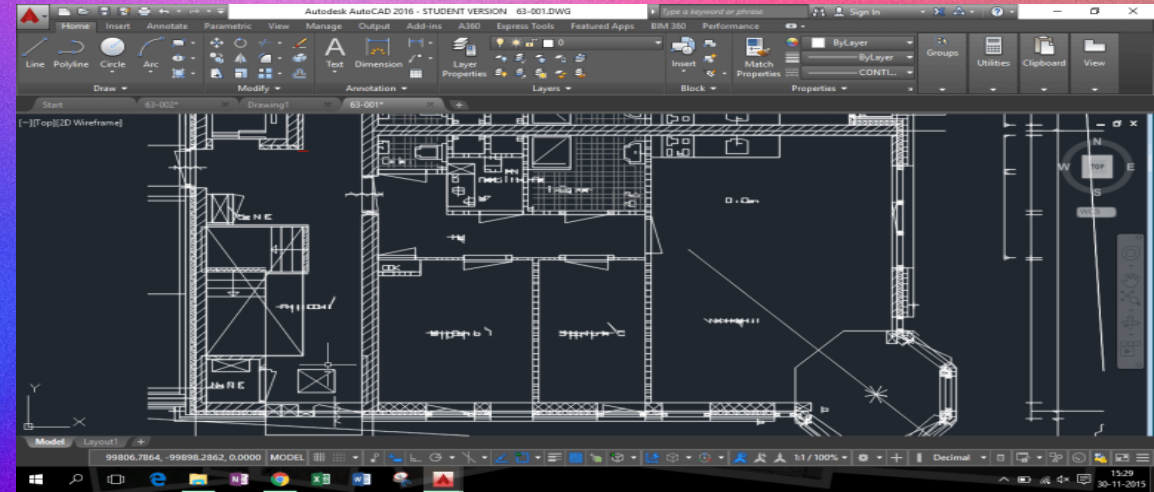 Autodesk AutoCAD 2016 - STUDENT VERSION 63-001.DWG
Type a keyword or phrase
Sign In
Home Insert Annotate Parametric View Manage Output Add-ins A360 Express Tools Featured Apps BIM 360 Performance
Line Polyline Circle Arc Text Dimension Layer Properties 0 Insert Match Properties ByLayer ByLayer CONTI... Groups Utilities Clipboard View
Draw Modify Annotation Layers Block Properties
Start 63-002* Drawing1 63-001*
[−][Top][2D Wireframe]
N
W TOP E
S
WCS
Y
X
Model Layout1
99806.7864, -99898.2862, 0.0000 MODEL 1:1 / 100% Decimal
15:29
30-11-2015